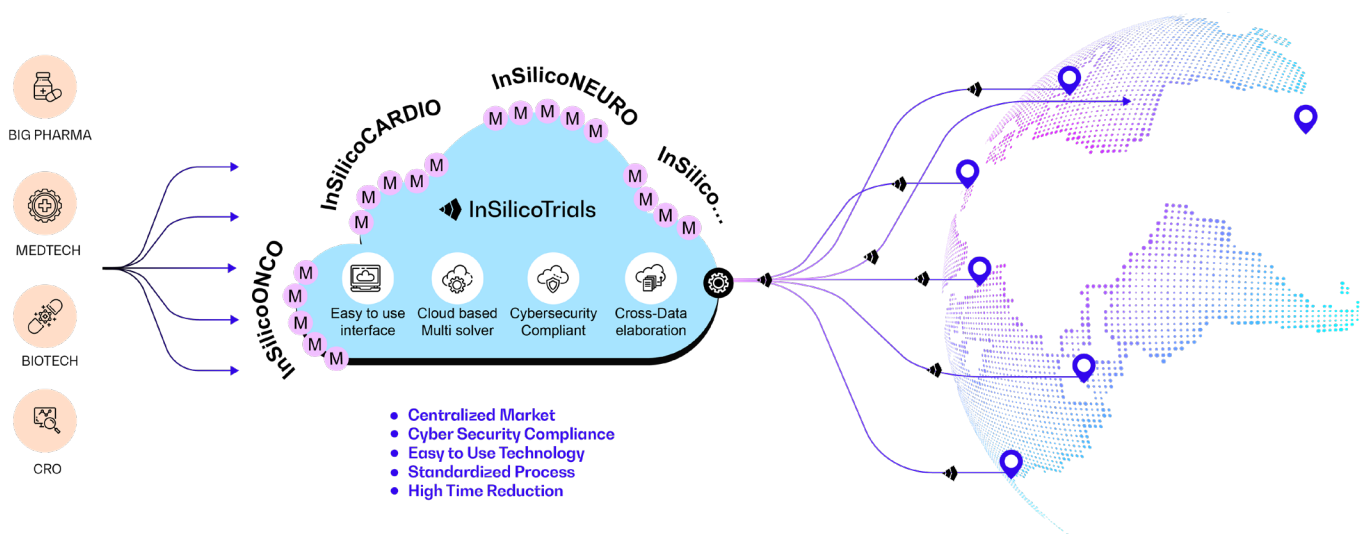 BIG PHARMA
MEDTECH
BIOTECH
CRO
InSilicoONCO
M
M
M
M
M
InSilicoCARDIO
M
M
M
M
M
InSilicoNEURO
M
M
M
M
M
InSilico...
M
M
M
M
InSilicoTrials
Easy to use
interface
Cloud based
Multi solver
Cybersecurity
Compliant
Cross-Data
elaboration
• Centralized Market
• Cyber Security Compliance
• Easy to Use Technology
• Standardized Process
• High Time Reduction